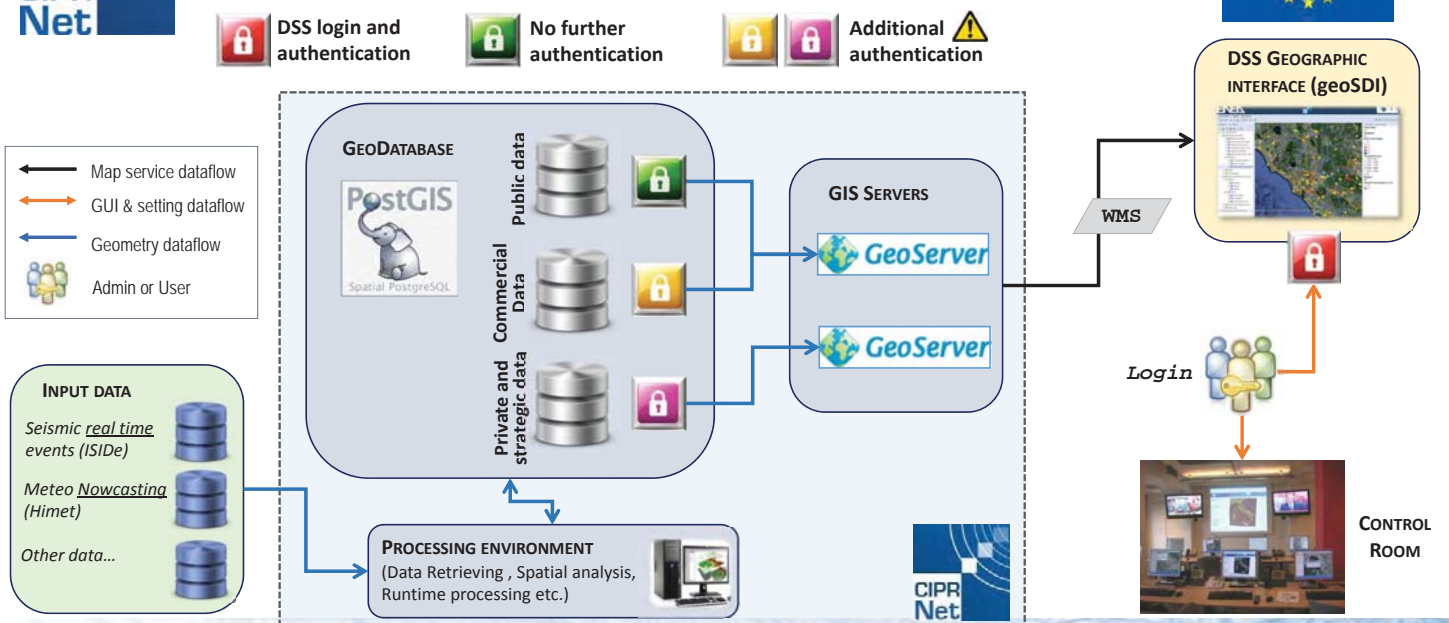 CIPR
Net
DSS login and
authentication
No further
authentication
Additional
authentication
DSS GEOGRAPHIC
INTERFACE (geoSDI)
Map service dataflow
GUI & setting dataflow
Geometry dataflow
Admin or User
GEODATABASE
PostGIS
Spatial PostgreSQL
Public data
Commercial
Data
Private and
strategic data
GIS SERVERS
GeoServer
GeoServer
WMS
Login
INPUT DATA
Seismic real time
events (ISIDe)
Meteo Nowcasting
(Himet)
Other data...
PROCESSING ENVIRONMENT
(Data Retrieving , Spatial analysis,
Runtime processing etc.)
CIPR
Net
CONTROL
ROOM